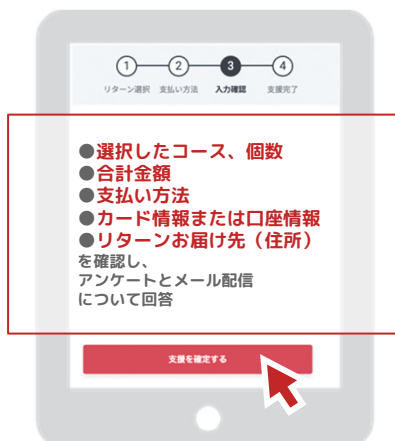 1 2 3 4
リターン選択 支払い方法 入力確認 支援完了
●選択したコース、個数
●合計金額
●支払い方法
●カード情報または口座情報
●リターンお届け先（住所）
を確認し、
アンケートとメール配信
について回答
支援を確定する